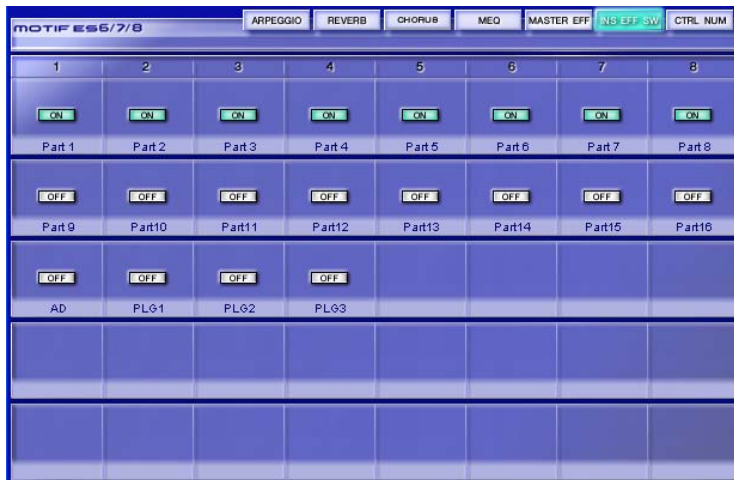 MOTIF ES6/7/8 ARPEGGIO REVERB CHORUS MEQ MASTER EFF INS EFF SW CTRL NUM
1 2 3 4 5 6 7 8
ON ON ON ON ON ON ON ON
Part 1 Part 2 Part 3 Part 4 Part 5 Part 6 Part 7 Part 8
OFF OFF OFF OFF OFF OFF OFF OFF
Part 9 Part10 Part11 Part12 Part13 Part14 Part15 Part16
OFF OFF OFF OFF
AD PLG1 PLG2 PLG3